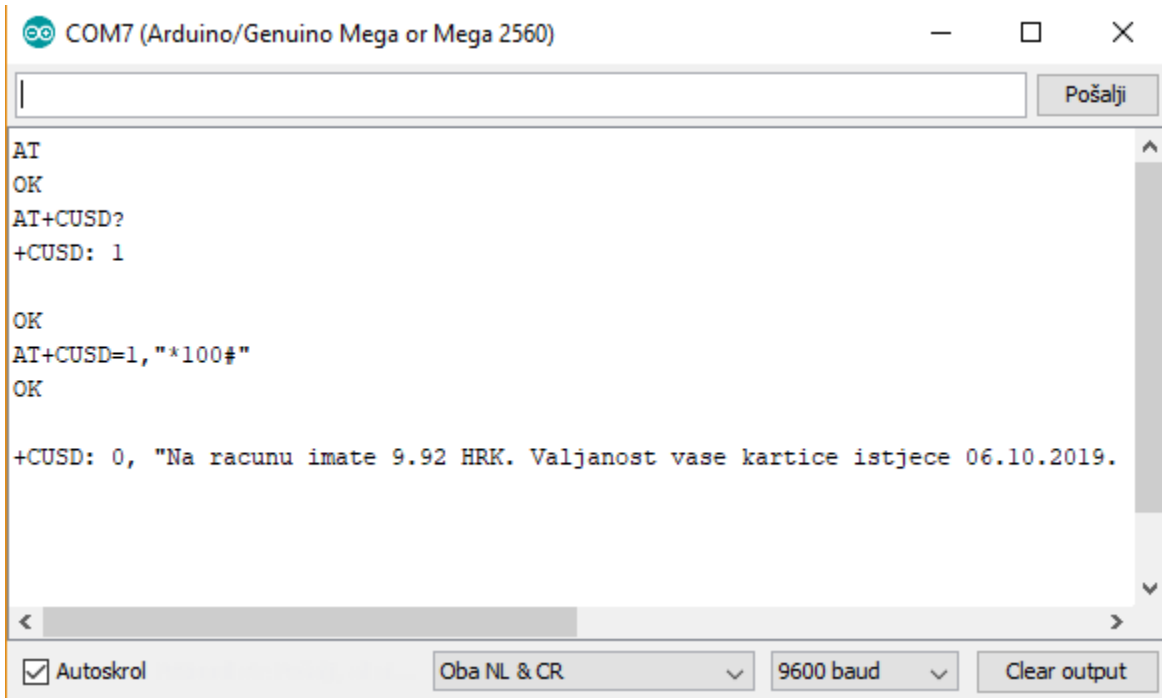 COM7 (Arduino/Genuino Mega or Mega 2560)
Pošalji
AT
OK
AT+CUSD?
+CUSD: 1
OK
AT+CUSD=1,"*100#"
OK
+CUSD: 0, "Na racunu imate 9.92 HRK. Valjanost vase kartice istjece 06.10.2019.
Autoskrol
Oba NL & CR
9600 baud
Clear output